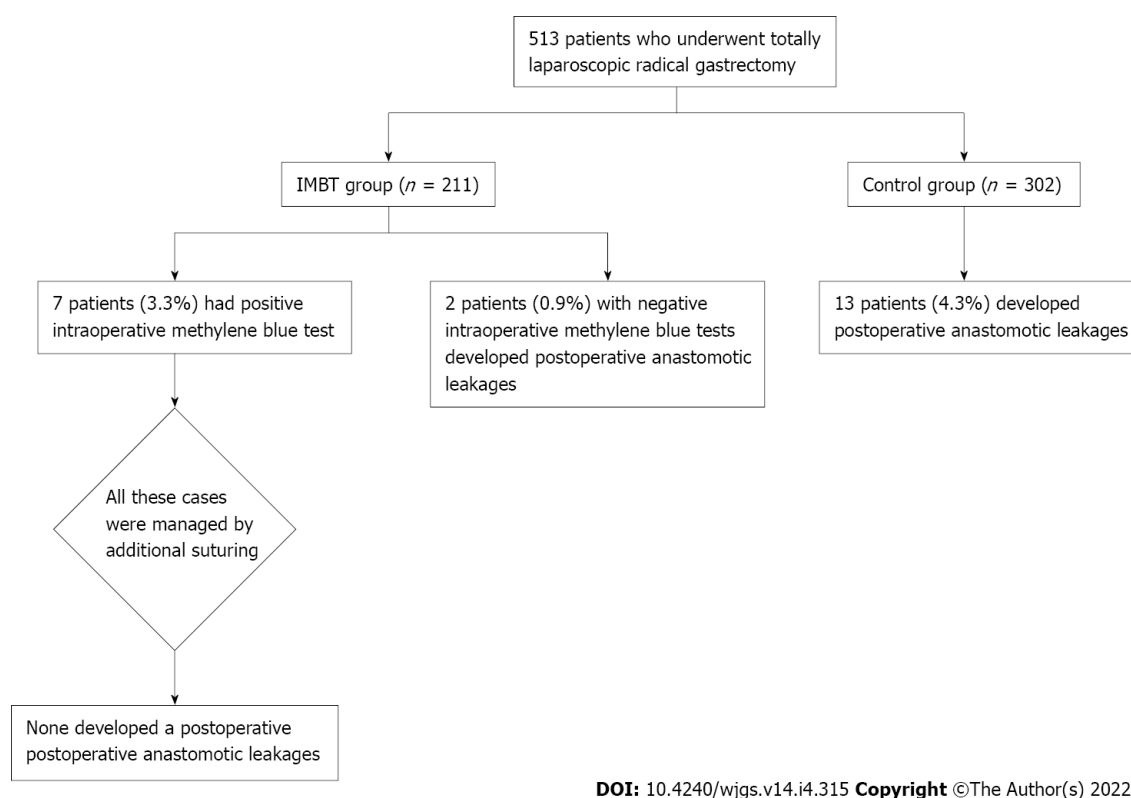 513 patients who underwent totally
laparoscopic radical gastrectomy
IMBT group (n = 211)
Control group (n = 302)
7 patients (3.3%) had positive
intraoperative methylene blue test
2 patients (0.9%) with negative
intraoperative methylene blue tests
developed postoperative anastomotic
leakages
13 patients (4.3%) developed
postoperative anastomotic leakages
All these cases
were managed by
additional suturing
None developed a postoperative
postoperative anastomotic leakages
DOI: 10.4240/wjgs.v14.i4.315 Copyright ©The Author(s) 2022